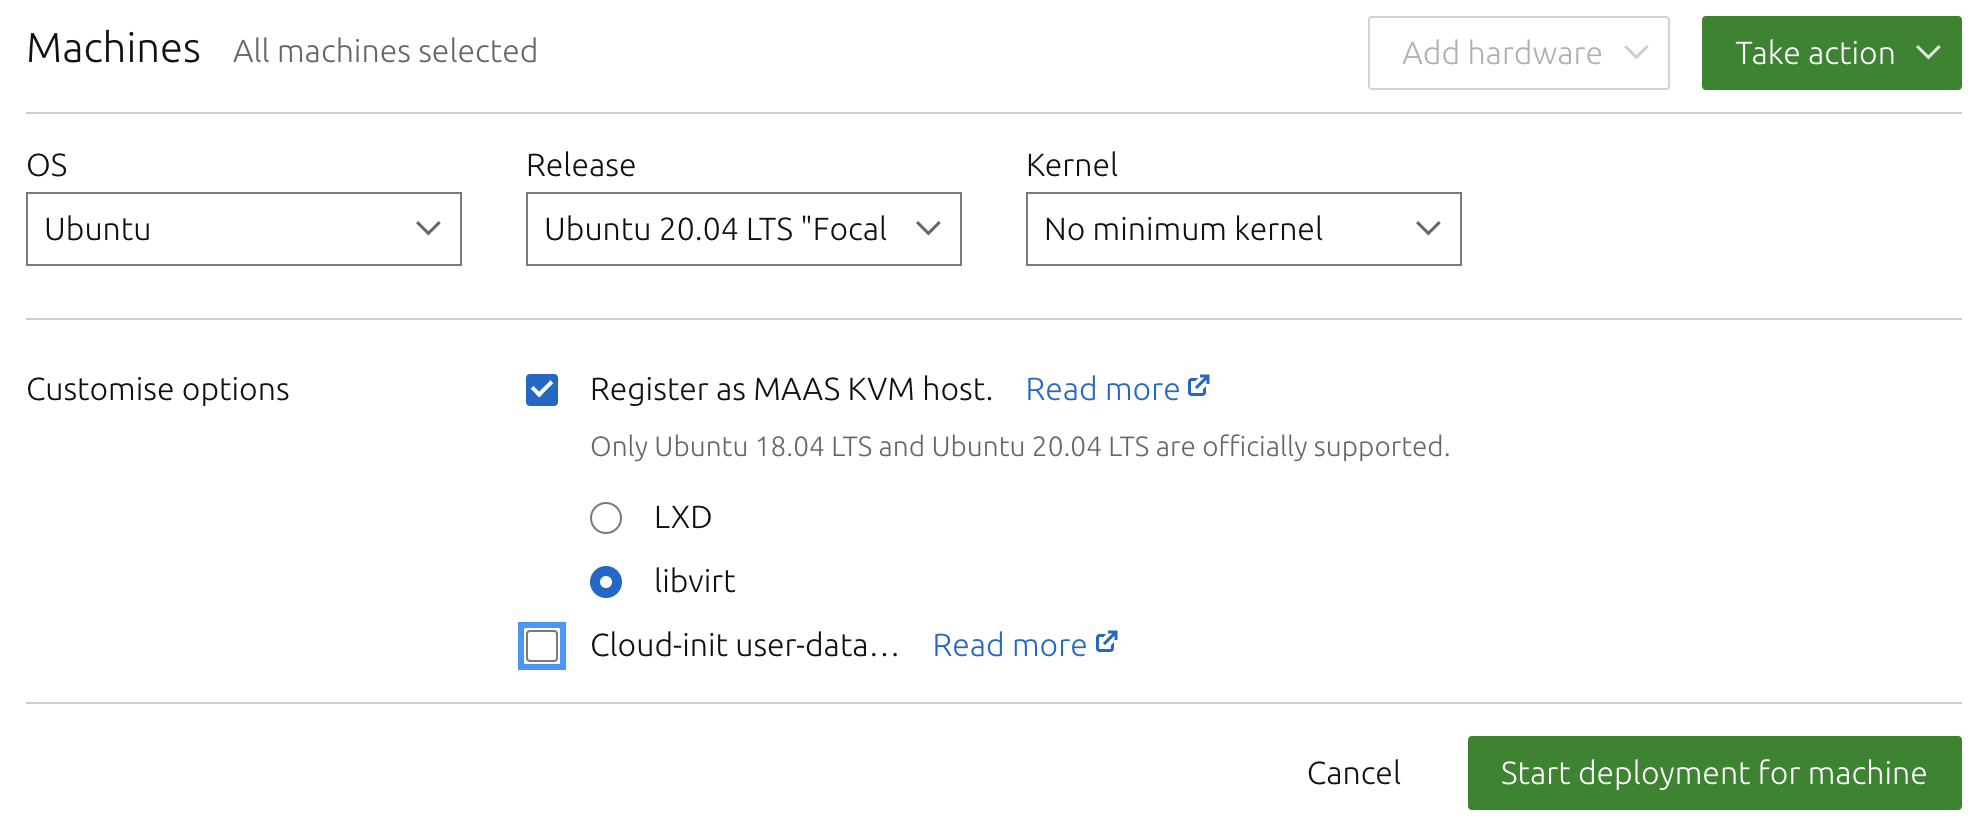 Machines All machines selected Add hardware Take action
OS Release Kernel
Ubuntu Ubuntu 20.04 LTS "Focal No minimum kernel
Customise options Register as MAAS KVM host. Read more
Only Ubuntu 18.04 LTS and Ubuntu 20.04 LTS are officially supported.
LXD
libvirt
Cloud-init user-data… Read more
Cancel Start deployment for machine